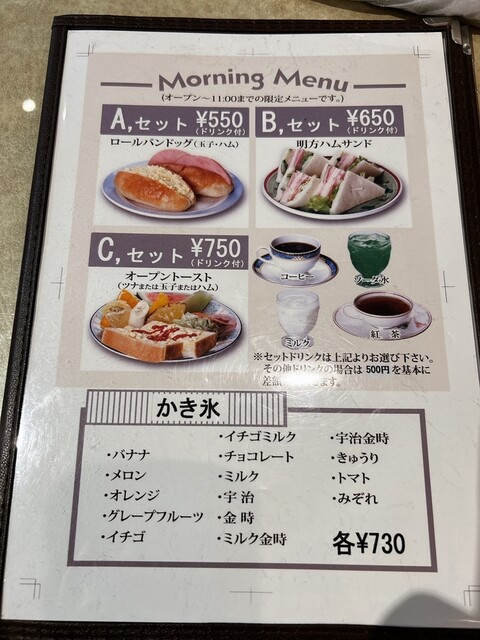 Morning Menu
(オープン～11:00までの限定メニューです。)
A,セット ¥550
(ドリンク付)
ロールパンドッグ(玉子・ハム)
B,セット ¥650
(ドリンク付)
明方ハムサンド
C,セット ¥750
(ドリンク付)
オープントースト
(ツナまたは玉子またはハム)
コーヒー
ソーダ水
ミルク
紅 茶
※セットドリンクは上記よりお選び下さい。
その他ドリンクの場合は500円を基本に
差額
ます。
かき氷
・バナナ
・メロン
・オレンジ
・グレープフルーツ
・イチゴ
・イチゴミルク
・チョコレート
・ミルク
・宇治
・金時
・ミルク金時
・宇治金時
・きゅうり
・トマト
・みぞれ
各¥730